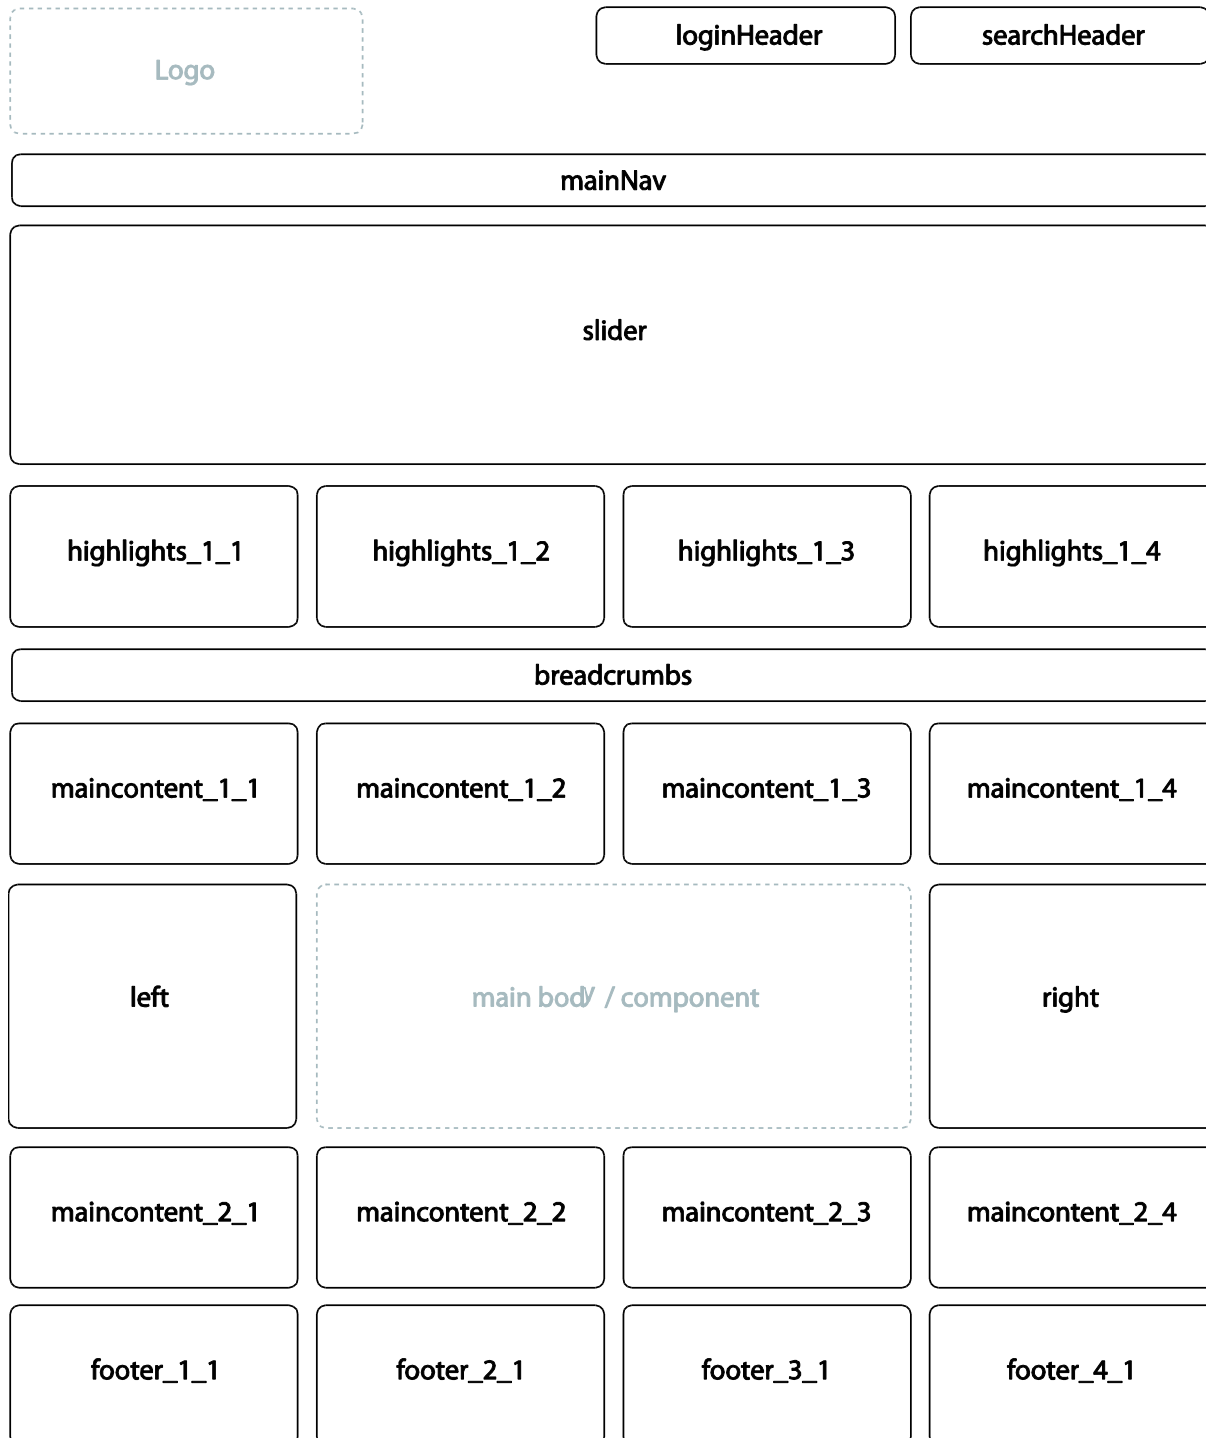 loginHeader
searchHeader
Logo
mainNav
slider
highlights_1_1
highlights_1_2
highlights_1_3
highlights_1_4
breadcrumbs
maincontent_1_1
maincontent_1_2
maincontent_1_3
maincontent_1_4
left
main body / component
right
maincontent_2_1
maincontent_2_2
maincontent_2_3
maincontent_2_4
footer_1_1
footer_2_1
footer_3_1
footer_4_1